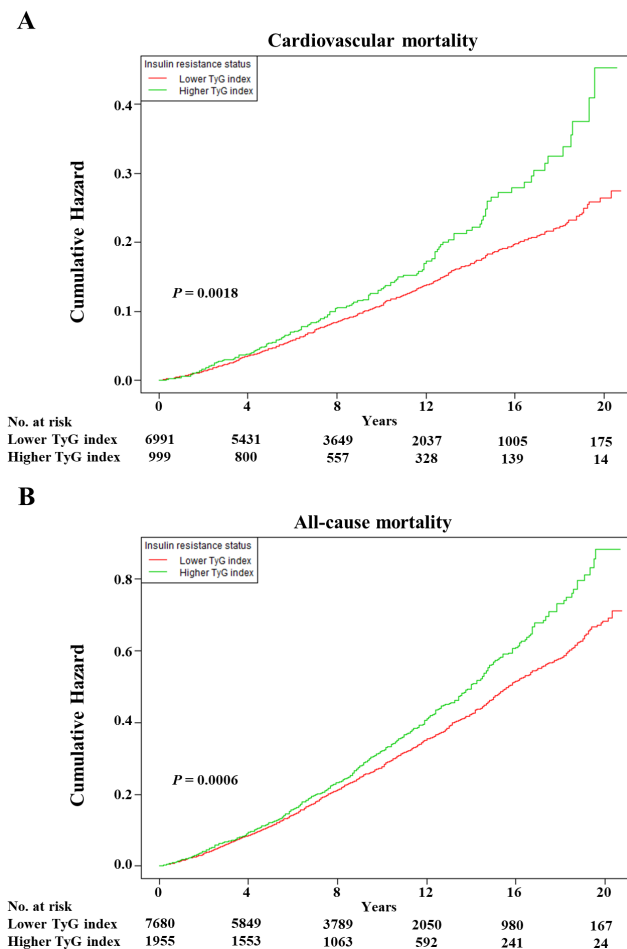 A
Cardiovascular mortality
Insulin resistance status
Lower TyG index
Higher TyG index
Cumulative Hazard
0.4
0.3
0.2
0.1
0.0
P = 0.0018
0 4 8 12 16 20
Years
No. at risk
Lower TyG index 6991 5431 3649 2037 1005 175
Higher TyG index 999 800 557 328 139 14
B
All-cause mortality
Insulin resistance status
Lower TyG index
Higher TyG index
Cumulative Hazard
0.8
0.6
0.4
0.2
0.0
P = 0.0006
0 4 8 12 16 20
Years
No. at risk
Lower TyG index 7680 5849 3789 2050 980 167
Higher TyG index 1955 1553 1063 592 241 24